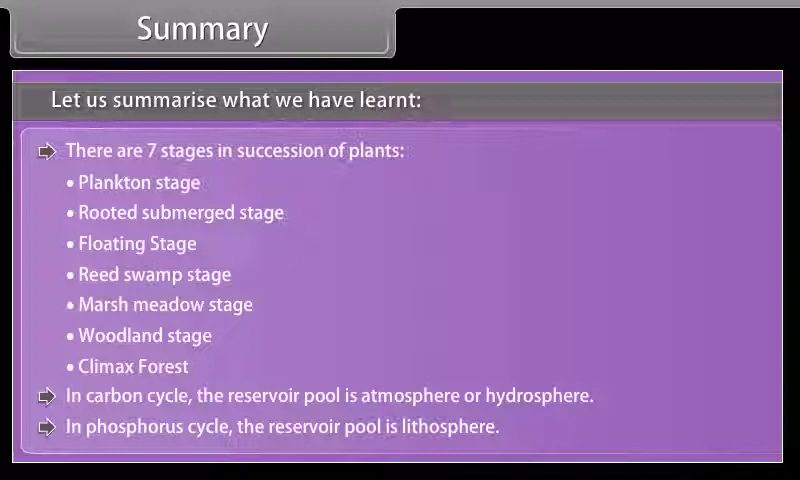 Summary
Let us summarise what we have learnt:
There are 7 stages in succession of plants:
• Plankton stage
• Rooted submerged stage
• Floating Stage
• Reed swamp stage
• Marsh meadow stage
• Woodland stage
• Climax Forest
In carbon cycle, the reservoir pool is atmosphere or hydrosphere.
In phosphorus cycle, the reservoir pool is lithosphere.